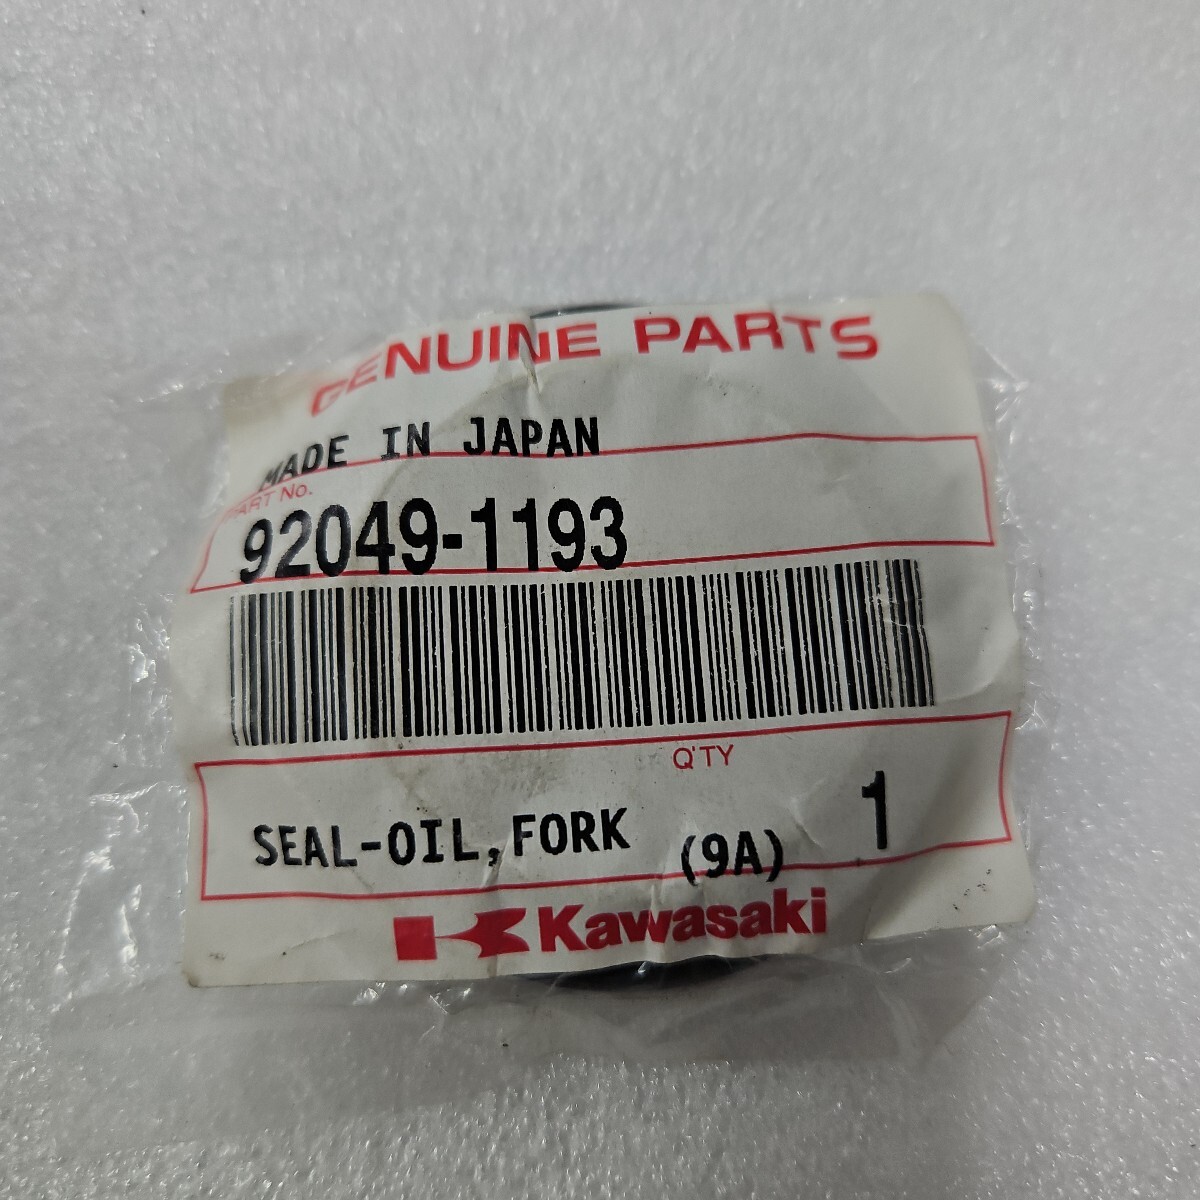 GENUINE PARTS
MADE IN JAPAN
PART No.
92049-1193
Q'TY
SEAL-OIL,FORK (9A) 1
Kawasaki